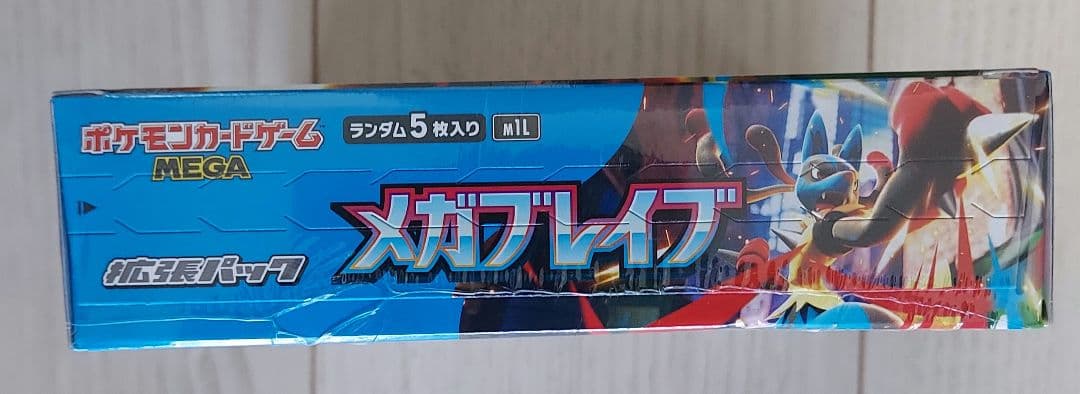 ポケモンカードゲーム
MEGA
ランダム5枚入り
M1L
メガブレイブ
拡張パック